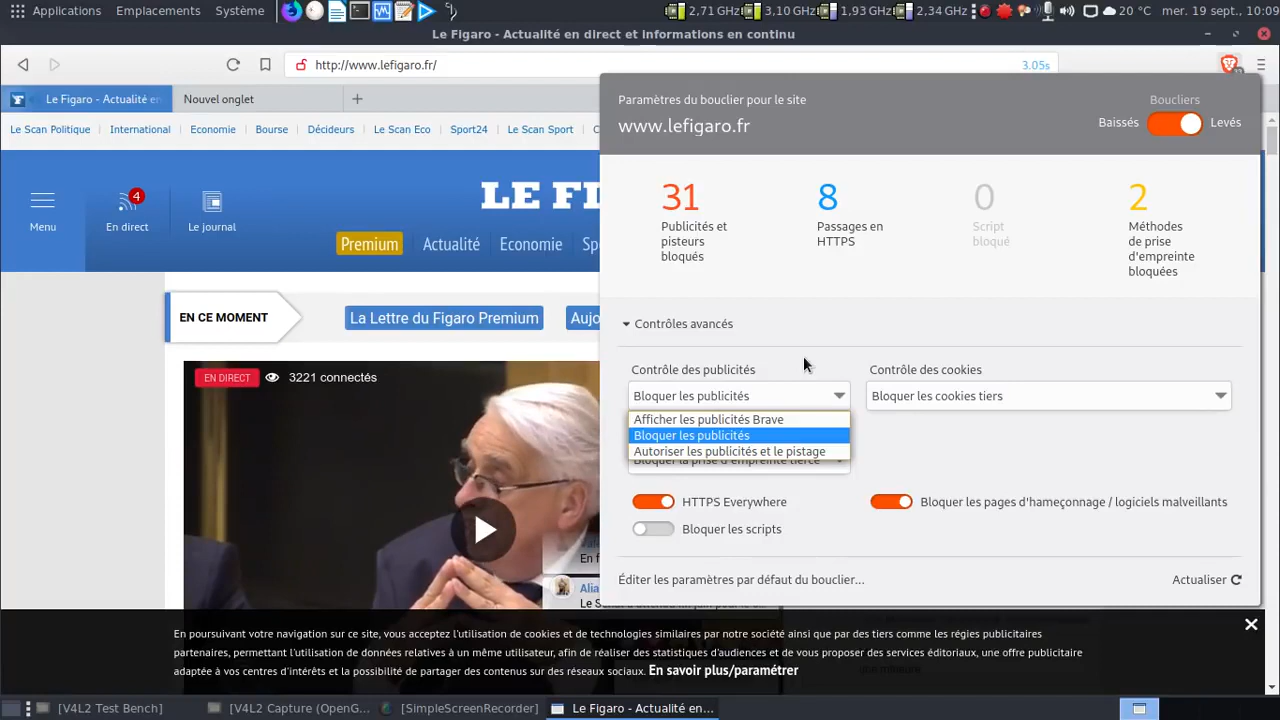 Applications Emplacements Système 2,71 GHz 3,10 GHz 1,93 GHz 2,34 GHz 20 °C mer. 19 sept., 10:09
Le Figaro - Actualité en direct et informations en continu
http://www.lefigaro.fr/ 3.05s
Le Figaro - Actualité en Nouvel onglet
Le Scan Politique International Economie Bourse Décideurs Le Scan Eco Sport24 Le Scan Sport
Paramètres du bouclier pour le site
www.lefigaro.fr
Boucliers
Baissés Levés
4
Menu En direct Le journal
LE FI
Premium Actualité Economie Sp
31 8 0 2
Publicités et pisteurs bloqués
Passages en HTTPS
Script bloqué
Méthodes de prise d'empreinte bloquées
EN CE MOMENT La Lettre du Figaro Premium Aujo
EN DIRECT 3221 connectés
Contrôles avancés
Contrôle des publicités Contrôle des cookies
Bloquer les publicités Bloquer les cookies tiers
Afficher les publicités Brave
Bloquer les publicités
Autoriser les publicités et le pistage
Bloquer la prise d'empreinte tierce
HTTPS Everywhere Bloquer les pages d'hameçonnage / logiciels malveillants
Bloquer les scripts
En f
Alia
Éditer les paramètres par défaut du bouclier... Actualiser
En poursuivant votre navigation sur ce site, vous acceptez l'utilisation de cookies et de technologies similaires par notre société ainsi que par des tiers comme les régies publicitaires
partenaires, permettant l'utilisation de données relatives à un même utilisateur, afin de réaliser des statistiques d'audiences et de vous proposer des services éditoriaux, une offre publicitaire
adaptée à vos centres d'intérêts et la possibilité de partager des contenus sur des réseaux sociaux. En savoir plus/paramétrer
[V4L2 Test Bench] [V4L2 Capture (OpenG... [SimpleScreenRecorder] Le Figaro - Actualité en...